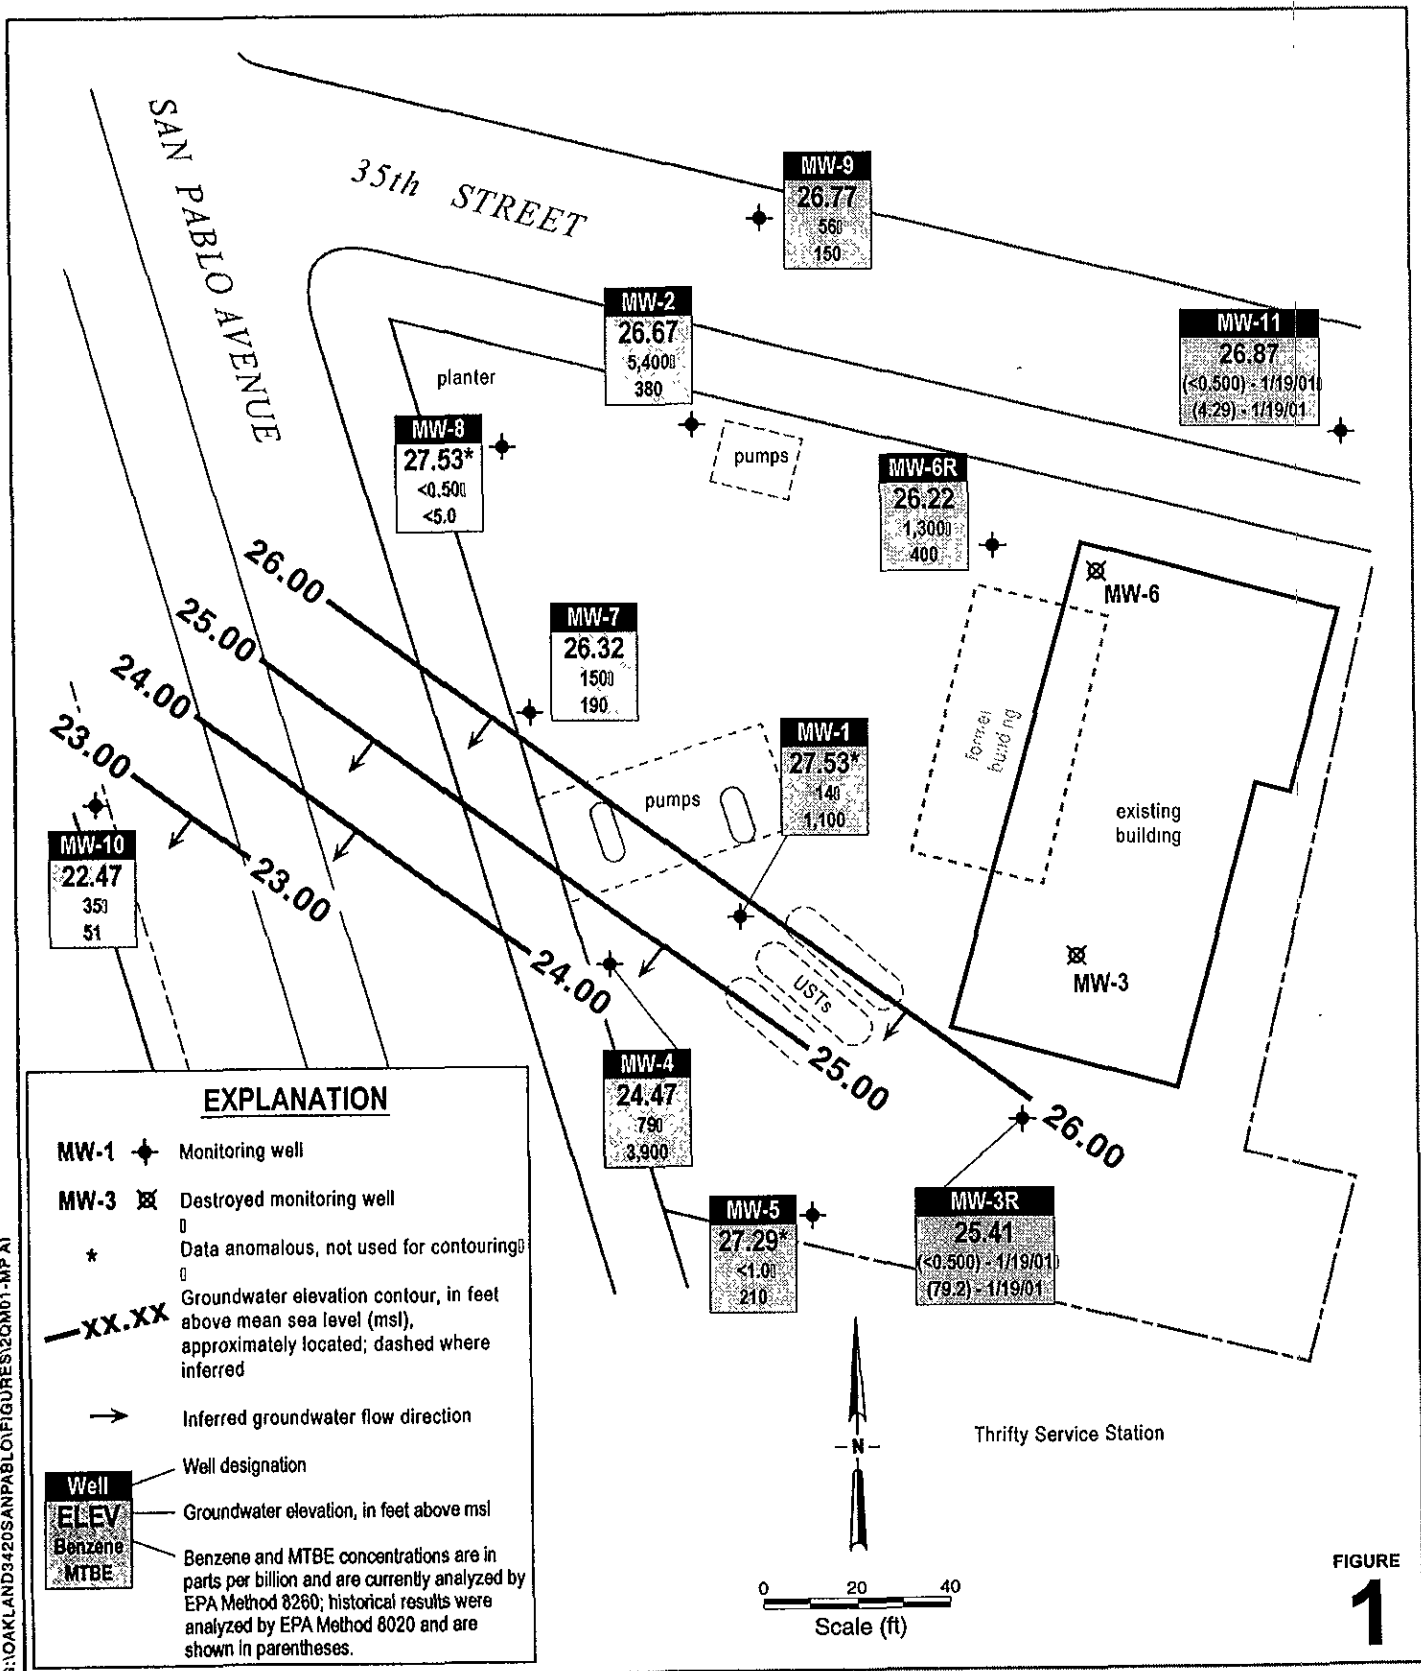 SAN PABLO AVENUE
35th STREET
MW-9
26.77
56
150
MW-2
26.67
5,400
380
MW-11
26.87
(<0.500) - 1/19/01
(4.29) - 1/19/01
planter
MW-8
27.53*
<0.50
<5.0
pumps
MW-6R
26.22
1,300
400
MW-6
26.00
25.00
24.00
23.00
MW-7
26.32
150
190
former
building
MW-1
27.53*
14
1,100
pumps
existing
building
MW-10
22.47
35
51
23.00
24.00
USTs
MW-3
25.00
26.00
MW-4
24.47
79
3,900
MW-5
27.29*
<1.0
210
MW-3R
25.41
(<0.500) - 1/19/01
(79.2) - 1/19/01
EXPLANATION
MW-1 Monitoring well
MW-3 Destroyed monitoring well
* Data anomalous, not used for contouring
XX.XX Groundwater elevation contour, in feet
above mean sea level (msl),
approximately located; dashed where
inferred
Inferred groundwater flow direction
Well designation
Well
ELEV
Benzene
MTBE
Groundwater elevation, in feet above msl
Benzene and MTBE concentrations are in
parts per billion and are currently analyzed by
EPA Method 8260; historical results were
analyzed by EPA Method 8020 and are
shown in parentheses.
N
Thrifty Service Station
0 20 40
Scale (ft)
FIGURE
1